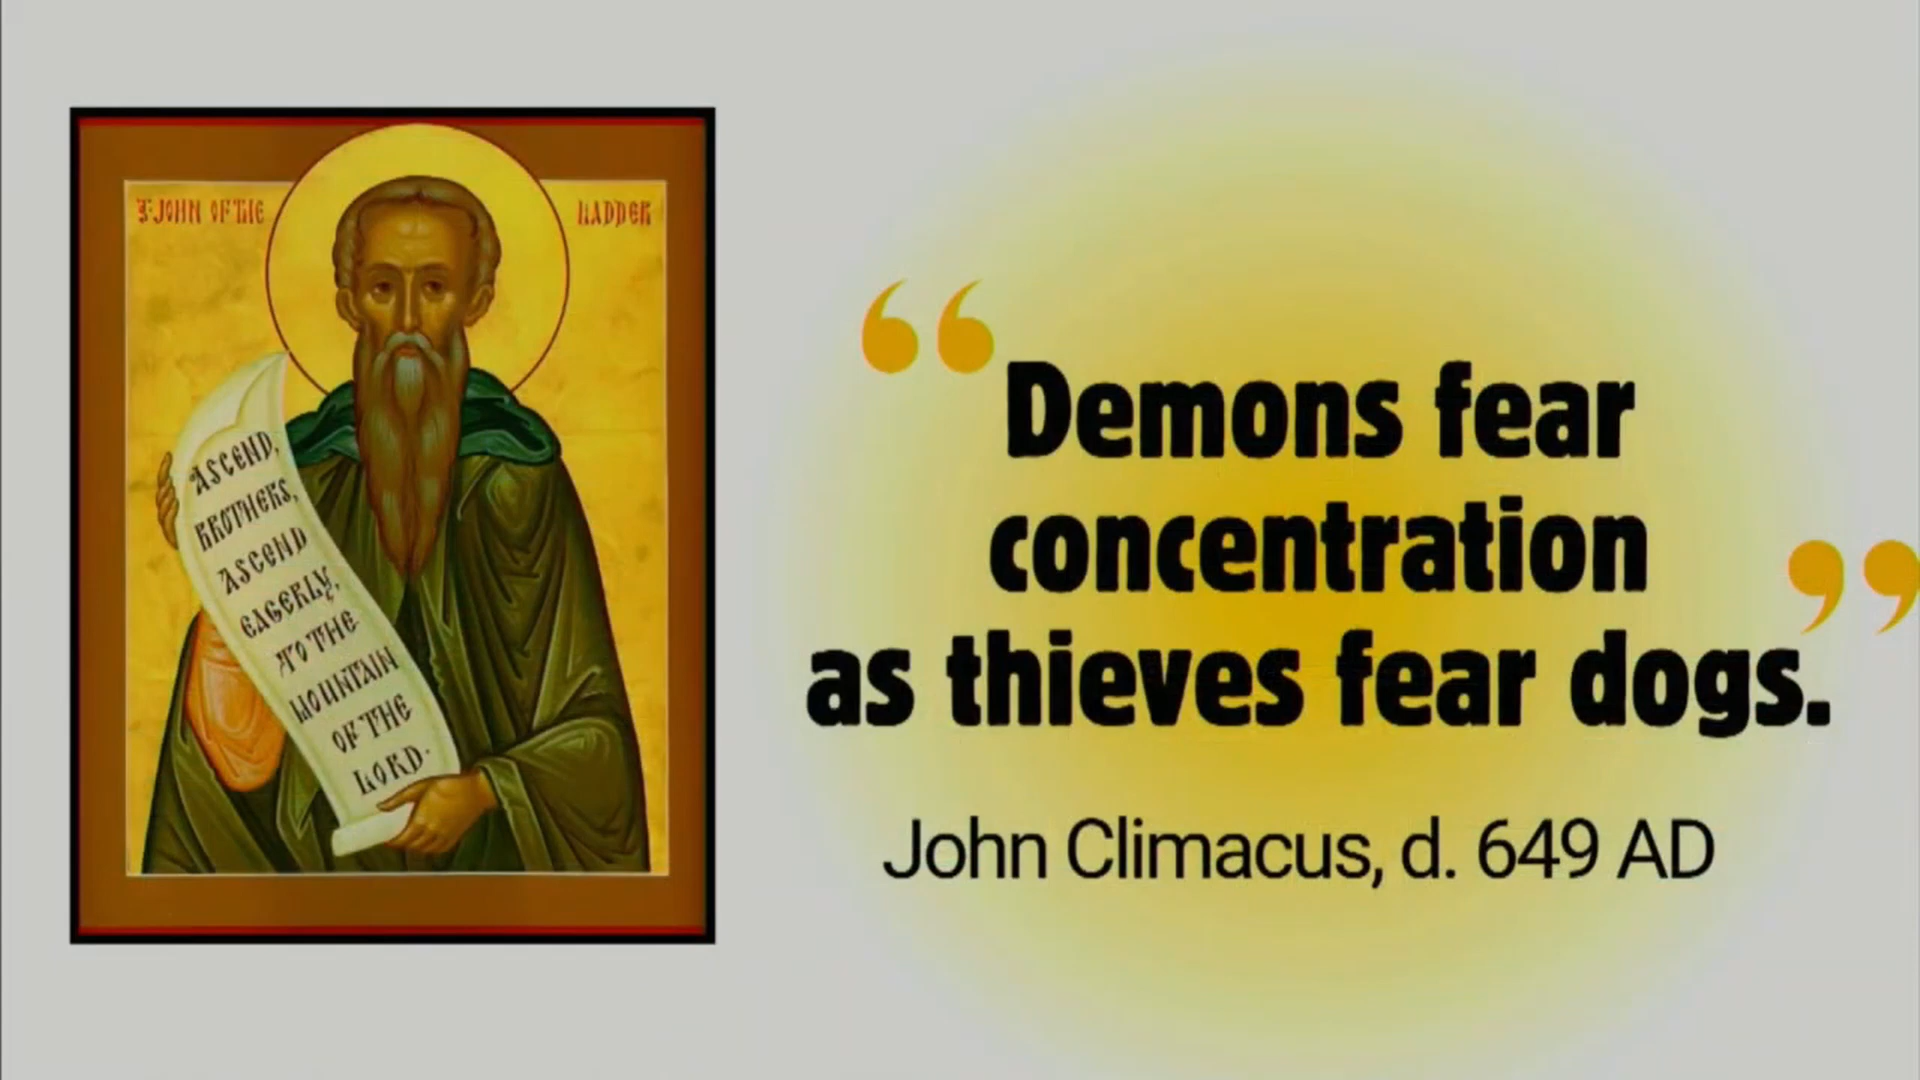 St JOHN OF THE LADDER
ASCEND,
BROTHERS,
ASCEND
EAGERLY,
TO THE
MOUNTAIN
OF THE
LORD.
“Demons fear
concentration
as thieves fear dogs.”
John Climacus, d. 649 AD